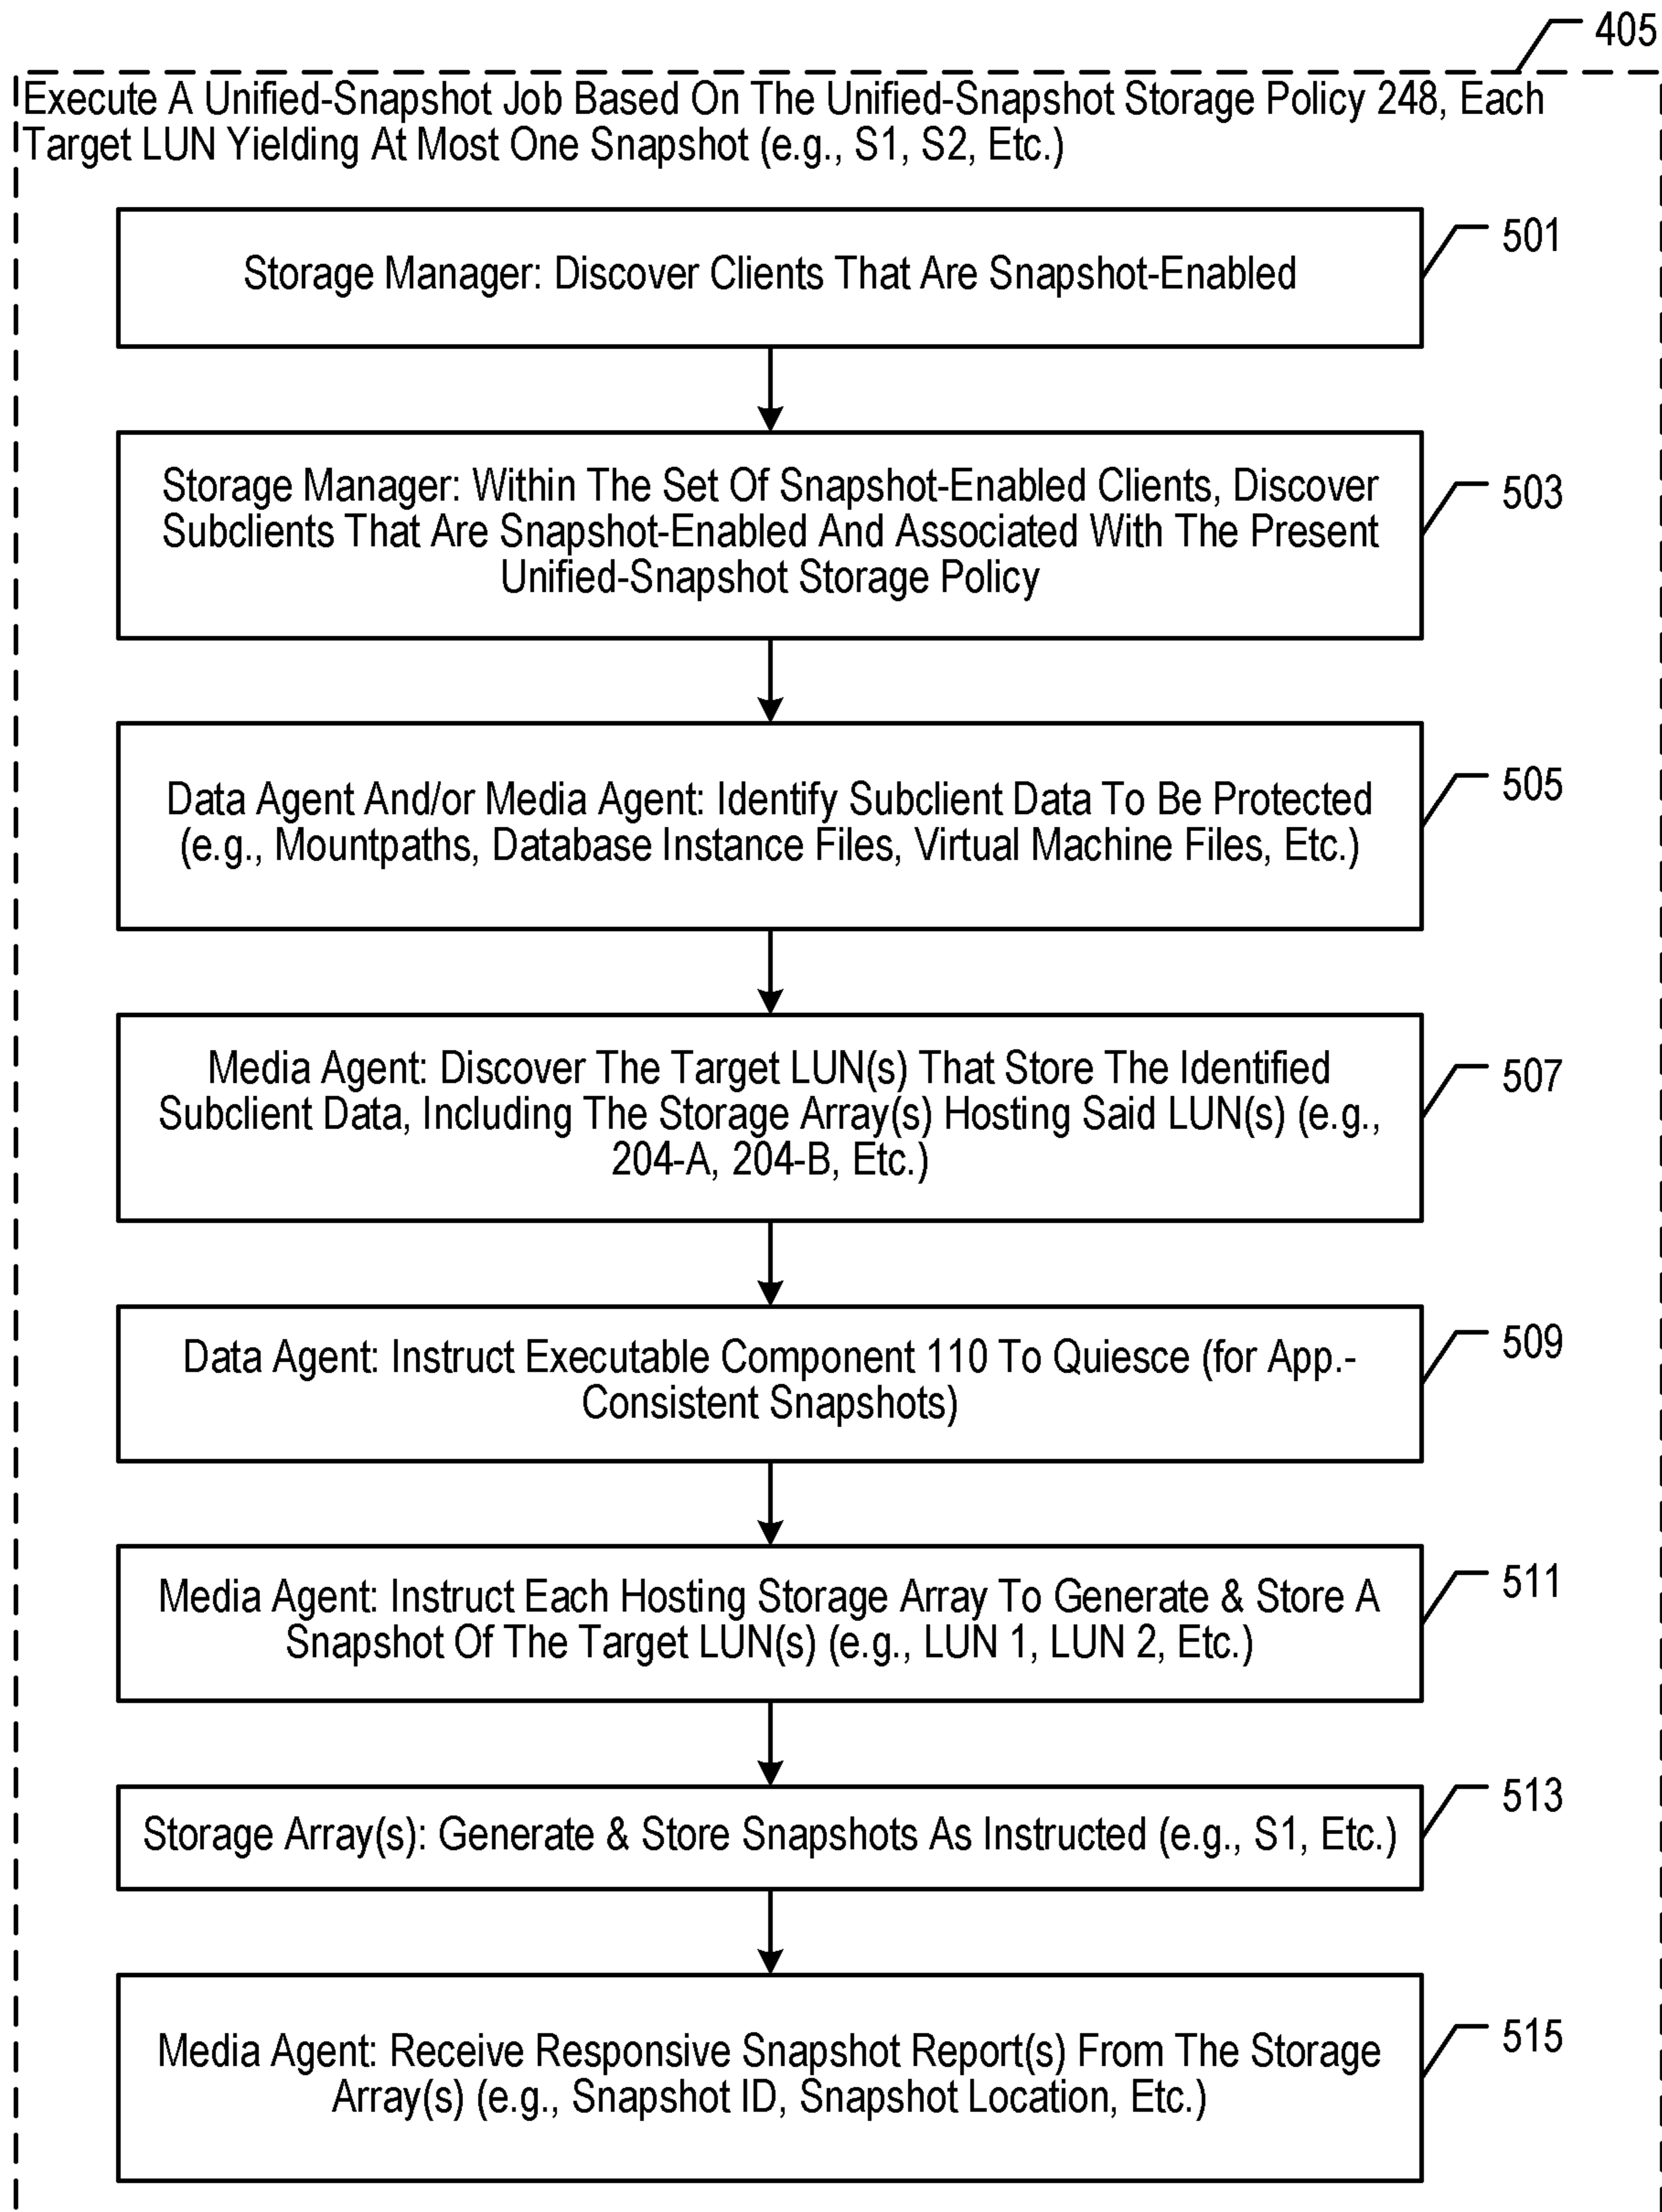 405
Execute A Unified-Snapshot Job Based On The Unified-Snapshot Storage Policy 248, Each
Target LUN Yielding At Most One Snapshot (e.g., S1, S2, Etc.)
501
Storage Manager: Discover Clients That Are Snapshot-Enabled
503
Storage Manager: Within The Set Of Snapshot-Enabled Clients, Discover
Subclients That Are Snapshot-Enabled And Associated With The Present
Unified-Snapshot Storage Policy
505
Data Agent And/or Media Agent: Identify Subclient Data To Be Protected
(e.g., Mountpaths, Database Instance Files, Virtual Machine Files, Etc.)
507
Media Agent: Discover The Target LUN(s) That Store The Identified
Subclient Data, Including The Storage Array(s) Hosting Said LUN(s) (e.g.,
204-A, 204-B, Etc.)
509
Data Agent: Instruct Executable Component 110 To Quiesce (for App.-
Consistent Snapshots)
511
Media Agent: Instruct Each Hosting Storage Array To Generate & Store A
Snapshot Of The Target LUN(s) (e.g., LUN 1, LUN 2, Etc.)
513
Storage Array(s): Generate & Store Snapshots As Instructed (e.g., S1, Etc.)
515
Media Agent: Receive Responsive Snapshot Report(s) From The Storage
Array(s) (e.g., Snapshot ID, Snapshot Location, Etc.)